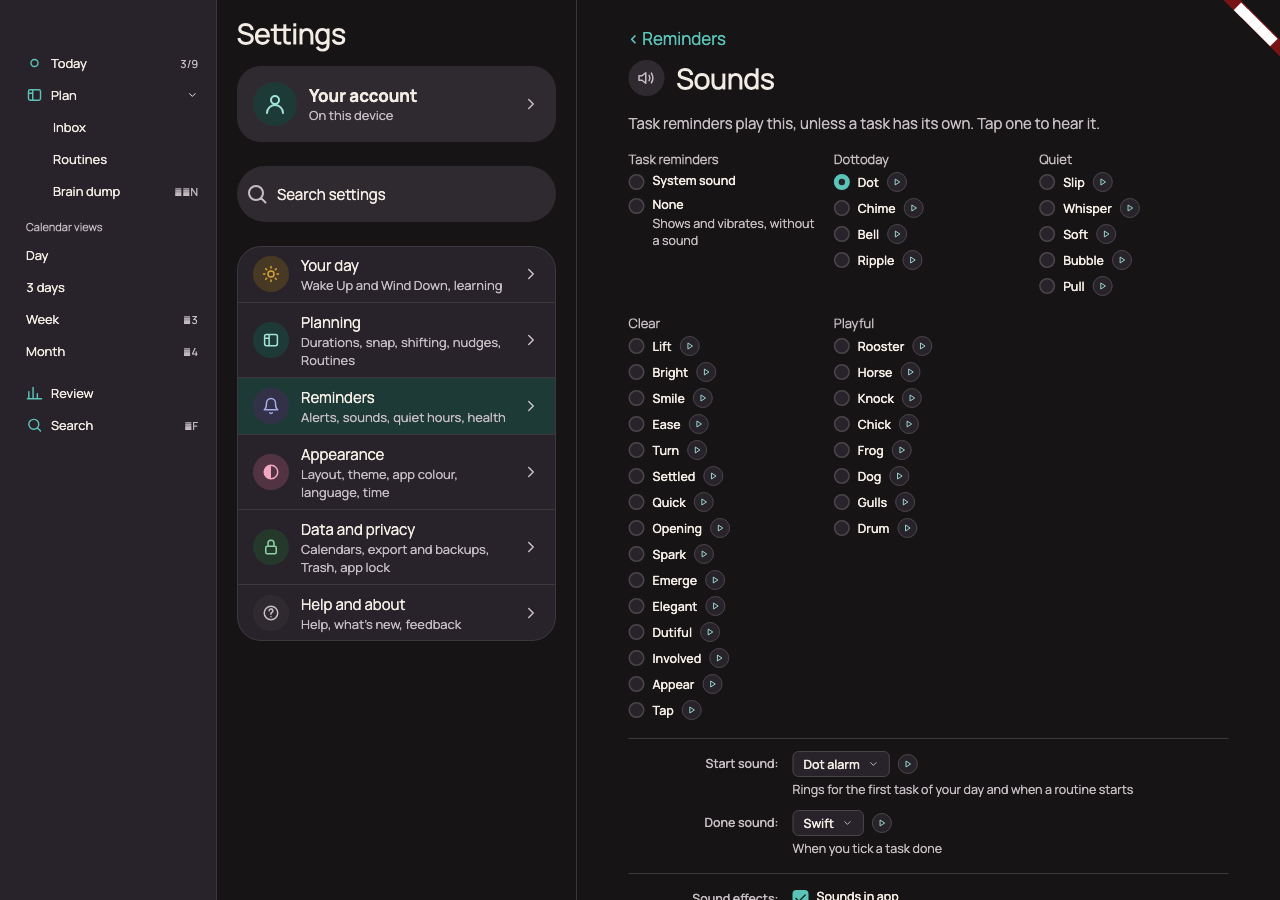 Today
3/9
Plan
Inbox
Routines
Brain dump
N
Calendar views
Day
3 days
Week
3
Month
4
Review
Search
F
Settings
Your account
On this device
Search settings
Your day
Wake Up and Wind Down, learning
Planning
Durations, snap, shifting, nudges,
Routines
Reminders
Alerts, sounds, quiet hours, health
Appearance
Layout, theme, app colour,
language, time
Data and privacy
Calendars, export and backups,
Trash, app lock
Help and about
Help, what's new, feedback
‹ Reminders
Sounds
Task reminders play this, unless a task has its own. Tap one to hear it.
Task reminders
System sound
None
Shows and vibrates, without
a sound
Dottoday
Dot
Chime
Bell
Ripple
Quiet
Slip
Whisper
Soft
Bubble
Pull
Clear
Lift
Bright
Smile
Ease
Turn
Settled
Quick
Opening
Spark
Emerge
Elegant
Dutiful
Involved
Appear
Tap
Playful
Rooster
Horse
Knock
Chick
Frog
Dog
Gulls
Drum
Start sound:
Dot alarm
Rings for the first task of your day and when a routine starts
Done sound:
Swift
When you tick a task done
Sound effects:
Sounds in app